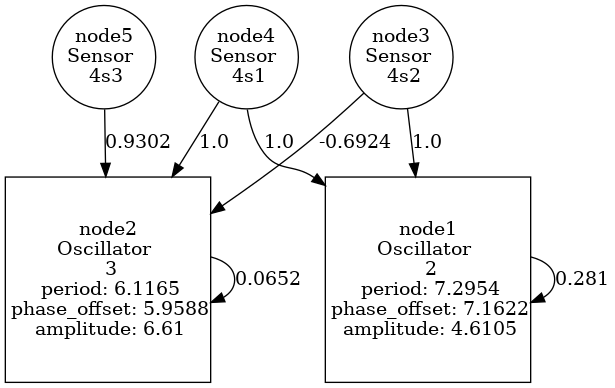 node5
Sensor
4s3
node4
Sensor
4s1
node3
Sensor
4s2
0.9302
1.0
1.0
-0.6924
1.0
node2
Oscillator
3
period: 6.1165
phase_offset: 5.9588
amplitude: 6.61
0.0652
node1
Oscillator
2
period: 7.2954
phase_offset: 7.1622
amplitude: 4.6105
0.281